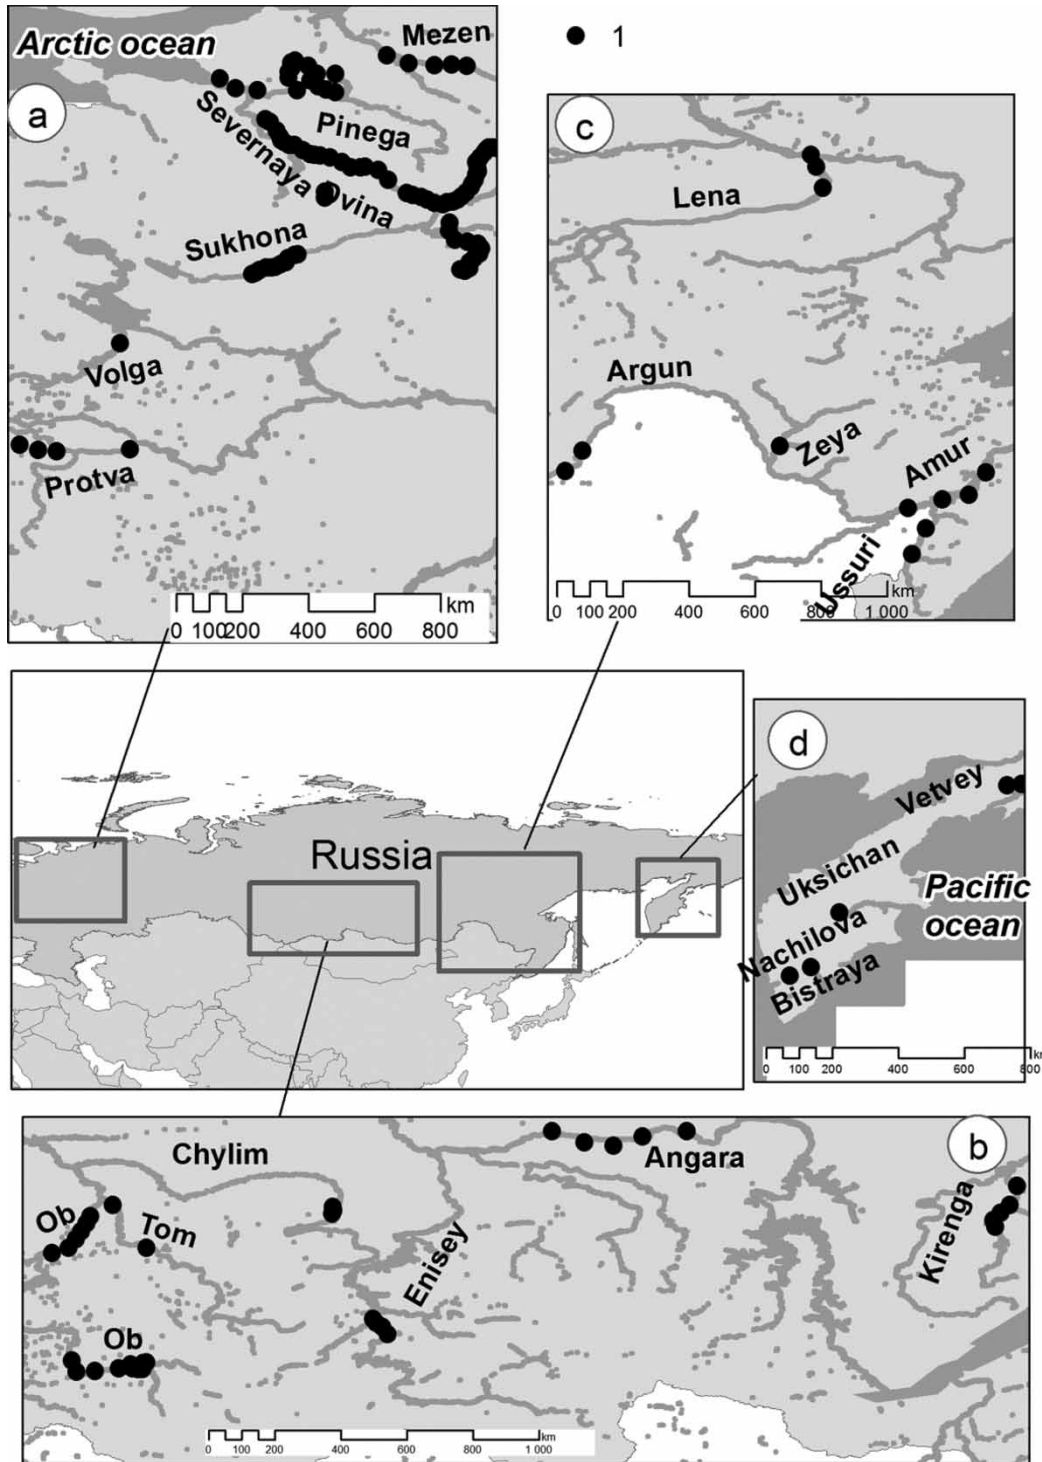 Arctic ocean
Mezen
1
a
Severnaya Dvina
Pinega
Sukhona
Volga
Protva
km
0 100 200 400 600 800
c
Lena
Argun
Zeya
Amur
Ussuri
km
0 100 200 400 600 800 1 000
Russia
d
Vetvey
Uksichan
Pacific
ocean
Nachilova
Bistraya
km
0 100 200 400 600 800
b
Chylim
Angara
Ob
Tom
Enisey
Kirenga
Ob
km
0 100 200 400 600 800 1 000